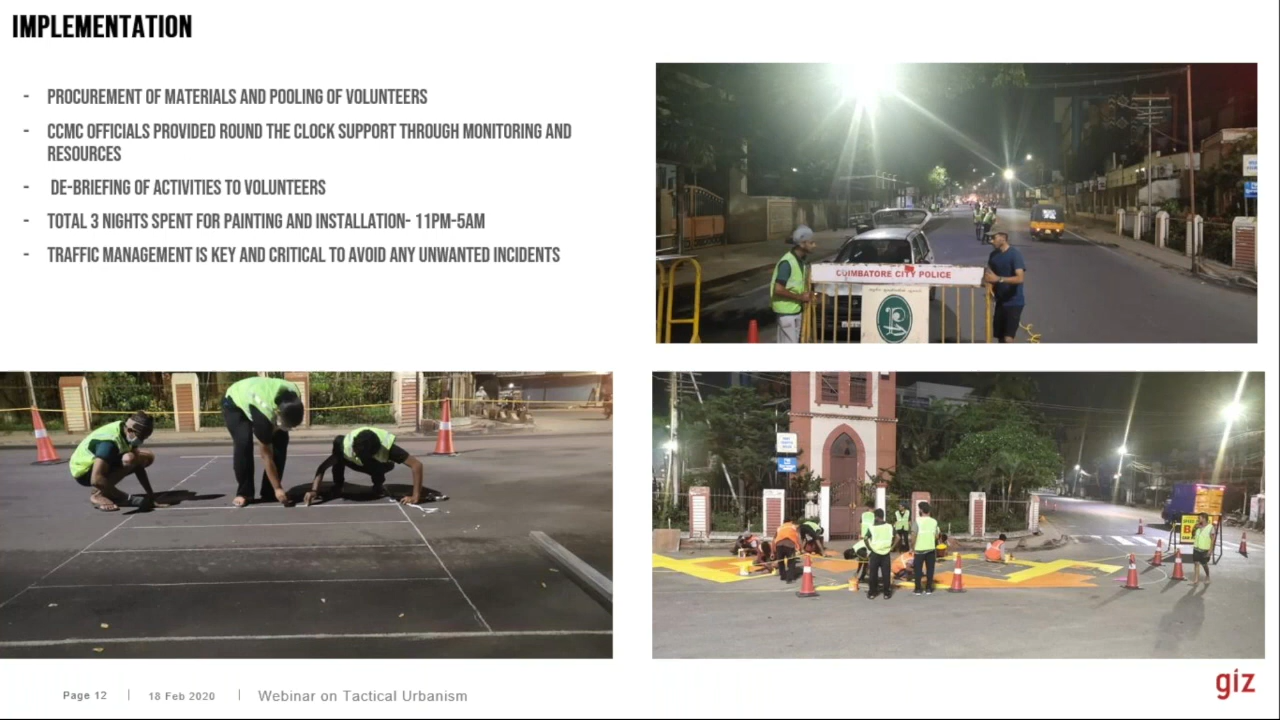 IMPLEMENTATION
- PROCUREMENT OF MATERIALS AND POOLING OF VOLUNTEERS
- CCMC OFFICIALS PROVIDED ROUND THE CLOCK SUPPORT THROUGH MONITORING AND
RESOURCES
- DE-BRIEFING OF ACTIVITIES TO VOLUNTEERS
- TOTAL 3 NIGHTS SPENT FOR PAINTING AND INSTALLATION- 11PM-5AM
- TRAFFIC MANAGEMENT IS KEY AND CRITICAL TO AVOID ANY UNWANTED INCIDENTS
COIMBATORE CITY POLICE
Page 12 | 18 Feb 2020 | Webinar on Tactical Urbanism
giz